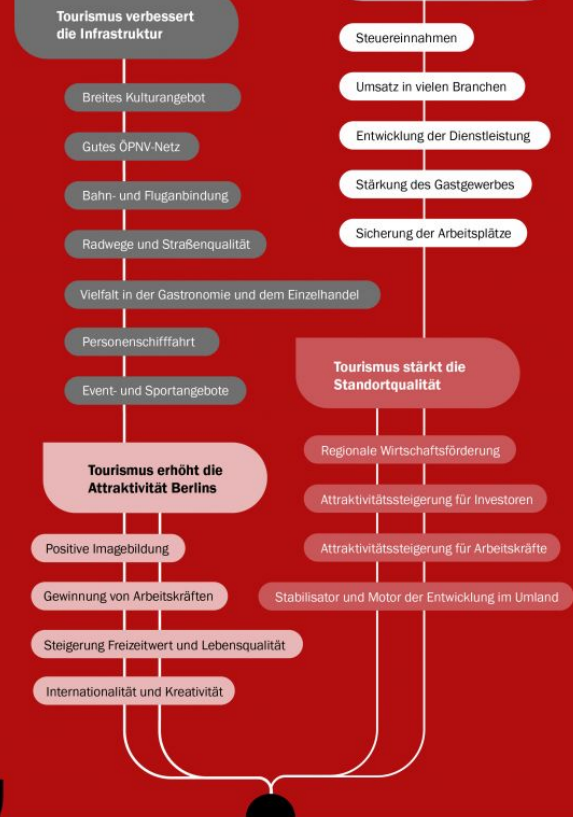 Tourismus verbessert
die Infrastruktur
Breites Kulturangebot
Gutes ÖPNV-Netz
Bahn- und Fluganbindung
Radwege und Straßenqualität
Vielfalt in der Gastronomie und dem Einzelhandel
Personenschifffahrt
Event- und Sportangebote
Tourismus erhöht die
Attraktivität Berlins
Positive Imagebildung
Gewinnung von Arbeitskräften
Steigerung Freizeitwert und Lebensqualität
Internationalität und Kreativität
Steuereinnahmen
Umsatz in vielen Branchen
Entwicklung der Dienstleistung
Stärkung des Gastgewerbes
Sicherung der Arbeitsplätze
Tourismus stärkt die
Standortqualität
Regionale Wirtschaftsförderung
Attraktivitätssteigerung für Investoren
Attraktivitätssteigerung für Arbeitskräfte
Stabilisator und Motor der Entwicklung im Umland